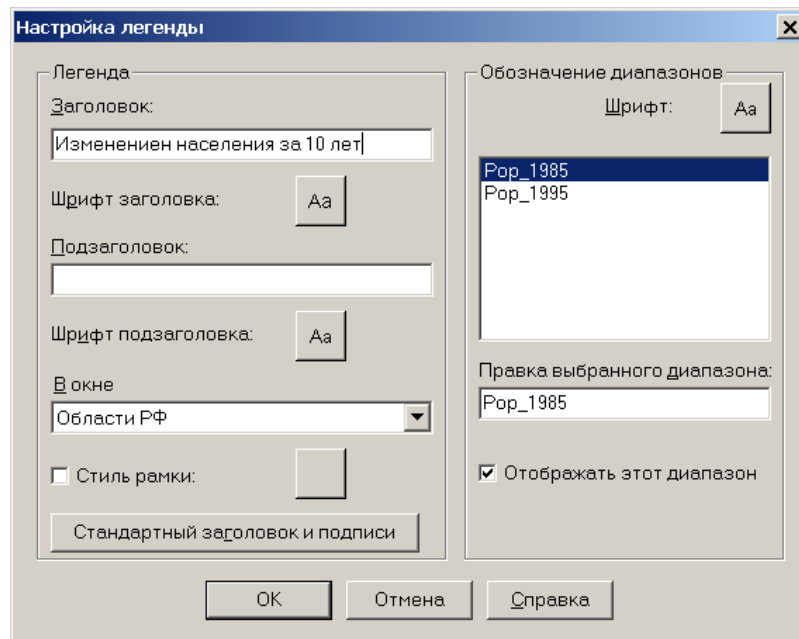 Настройка легенды
Легенда
Заголовок:
Изменениен населения за 10 лет
Шрифт заголовка:
Aa
Подзаголовок:
Шрифт подзаголовка:
Aa
В окне
Области РФ
Стиль рамки:
Стандартный заголовок и подписи
Обозначение диапазонов
Шрифт:
Aa
Pop_1985
Pop_1995
Правка выбранного диапазона:
Pop_1985
Отображать этот диапазон
OK
Отмена
Справка